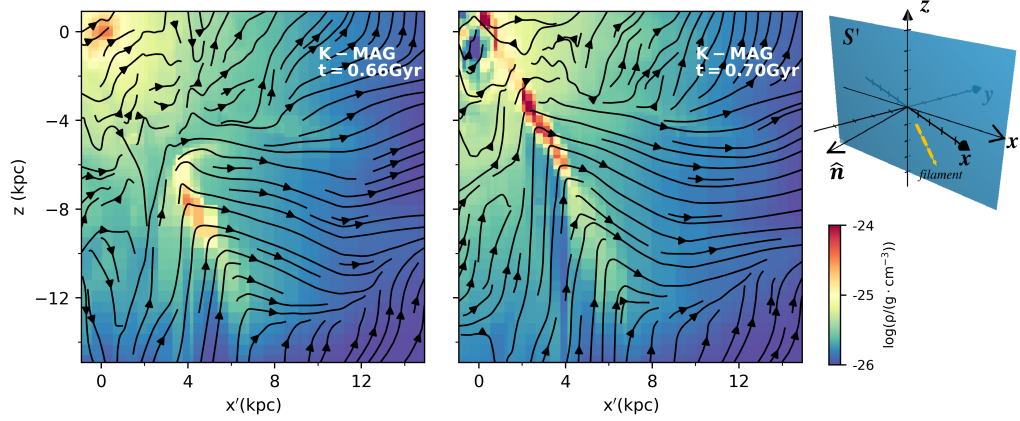 K − MAG
t = 0.66Gyr
0
−4
−8
−12
z (kpc)
0 4 8 12
x′(kpc)
K − MAG
t = 0.70Gyr
0 4 8 12
x′(kpc)
z
S'
y
x
x
n̂
filament
-24
-25
-26
log(ρ/(g · cm⁻³))